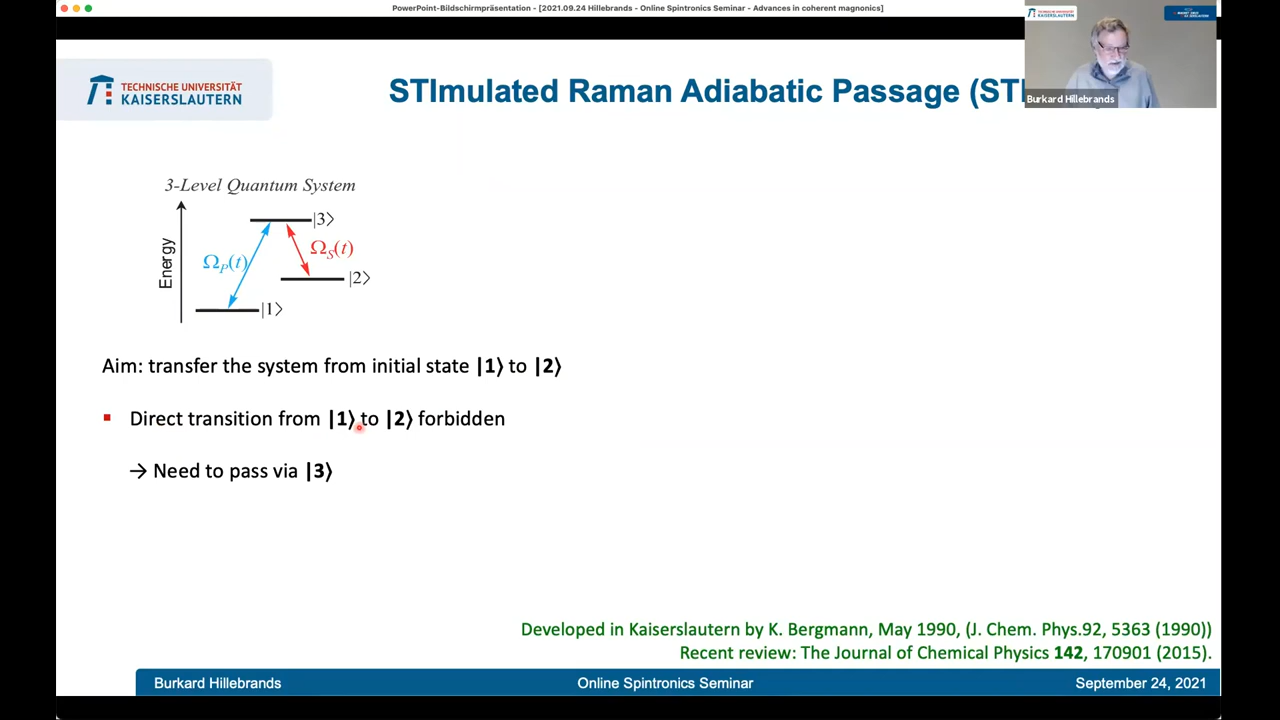 PowerPoint-Bildschirmpräsentation - [2021.09.24 Hillebrands - Online Spintronics Seminar - Advances in coherent magnonics]
TECHNISCHE UNIVERSITÄT
KAISERSLAUTERN
STImulated Raman Adiabatic Passage (STI
Burkard Hillebrands
3-Level Quantum System
Energy
|3⟩
Ω_P(t)
Ω_S(t)
|2⟩
|1⟩
Aim: transfer the system from initial state |1⟩ to |2⟩
▪ Direct transition from |1⟩ to |2⟩ forbidden
→ Need to pass via |3⟩
Developed in Kaiserslautern by K. Bergmann, May 1990, (J. Chem. Phys.92, 5363 (1990))
Recent review: The Journal of Chemical Physics 142, 170901 (2015).
Burkard Hillebrands
Online Spintronics Seminar
September 24, 2021